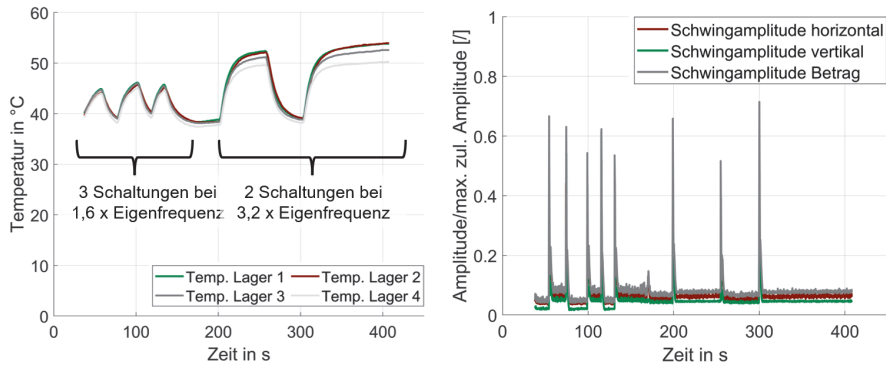 60
50
40
30
20
10
0
Temperatur in °C
3 Schaltungen bei
1,6 x Eigenfrequenz
2 Schaltungen bei
3,2 x Eigenfrequenz
Temp. Lager 1
Temp. Lager 2
Temp. Lager 3
Temp. Lager 4
0
100
200
300
400
Zeit in s
1
0.8
0.6
0.4
0.2
0
Amplitude/max. zul. Amplitude [/]
Schwingamplitude horizontal
Schwingamplitude vertikal
Schwingamplitude Betrag
0
100
200
300
400
Zeit in s